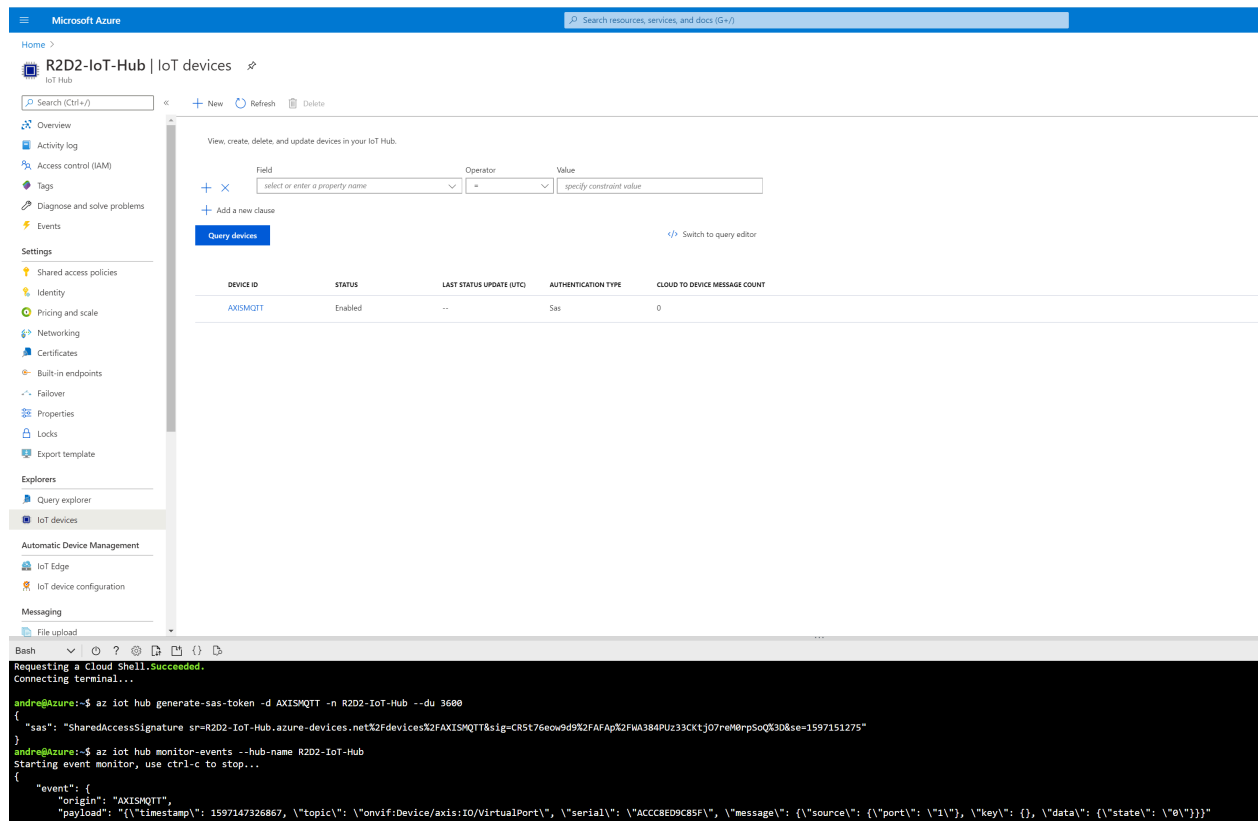 Microsoft Azure
Search resources, services, and docs (G+/)
Home >
R2D2-IoT-Hub | IoT devices
IoT Hub
Search (Ctrl+/)
«
New
Refresh
Delete
Overview
Activity log
Access control (IAM)
Tags
Diagnose and solve problems
Events
Settings
Shared access policies
Identity
Pricing and scale
Networking
Certificates
Built-in endpoints
Failover
Properties
Locks
Export template
Explorers
Query explorer
IoT devices
Automatic Device Management
IoT Edge
IoT device configuration
Messaging
File upload
View, create, delete, and update devices in your IoT Hub.
Field Operator Value
select or enter a property name = specify constraint value
Add a new clause
Query devices
</> Switch to query editor
DEVICE ID STATUS LAST STATUS UPDATE (UTC) AUTHENTICATION TYPE CLOUD TO DEVICE MESSAGE COUNT
AXISMQTT Enabled -- Sas 0
Bash ? {}
Requesting a Cloud Shell.Succeeded.
Connecting terminal...
andre@Azure:~$ az iot hub generate-sas-token -d AXISMQTT -n R2D2-IoT-Hub --du 3600
{
"sas": "SharedAccessSignature sr=R2D2-IoT-Hub.azure-devices.net%2Fdevices%2FAXISMQTT&sig=CR5t76eow9d9%2FAFAp%2FWA384PUz33CKtjO7reM0rpSoQ%3D&se=1597151275"
}
andre@Azure:~$ az iot hub monitor-events --hub-name R2D2-IoT-Hub
Starting event monitor, use ctrl-c to stop...
{
"event": {
"origin": "AXISMQTT",
"payload": "{\"timestamp\": 1597147326867, \"topic\": \"onvif:Device/axis:IO/VirtualPort\", \"serial\": \"ACCC8ED9C85F\", \"message\": {\"source\": {\"port\": \"1\"}, \"key\": {}, \"data\": {\"state\": \"0\"}}}"